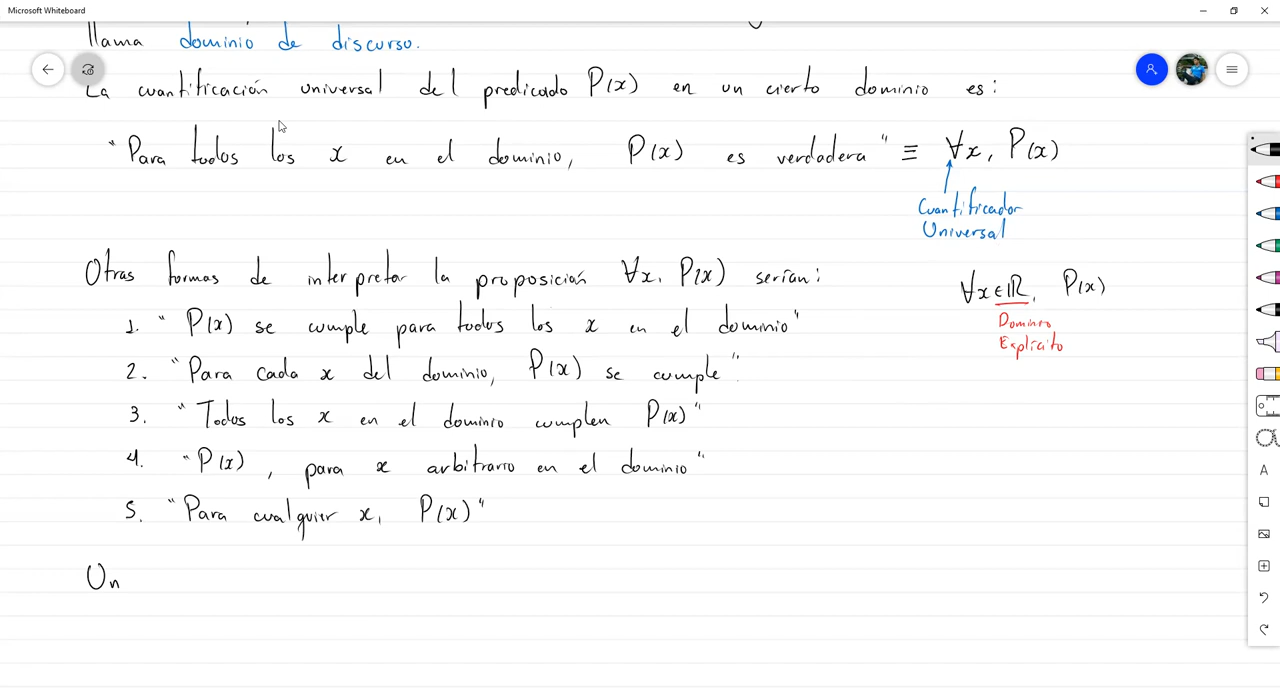 Microsoft Whiteboard
llama dominio de discurso.
La cuantificación universal del predicado P(x) en un cierto dominio es:
"Para todos los x en el dominio, P(x) es verdadera" ≡ ∀x, P(x)
Cuantificador
Universal
Otras formas de interpretar la proposición ∀x, P(x) serían:
∀x∈ℝ, P(x)
Dominio
Explícito
1. "P(x) se cumple para todos los x en el dominio"
2. "Para cada x del dominio, P(x) se cumple"
3. "Todos los x en el dominio cumplen P(x)"
4. "P(x), para x arbitrario en el dominio"
5. "Para cualquier x, P(x)"
Un
A